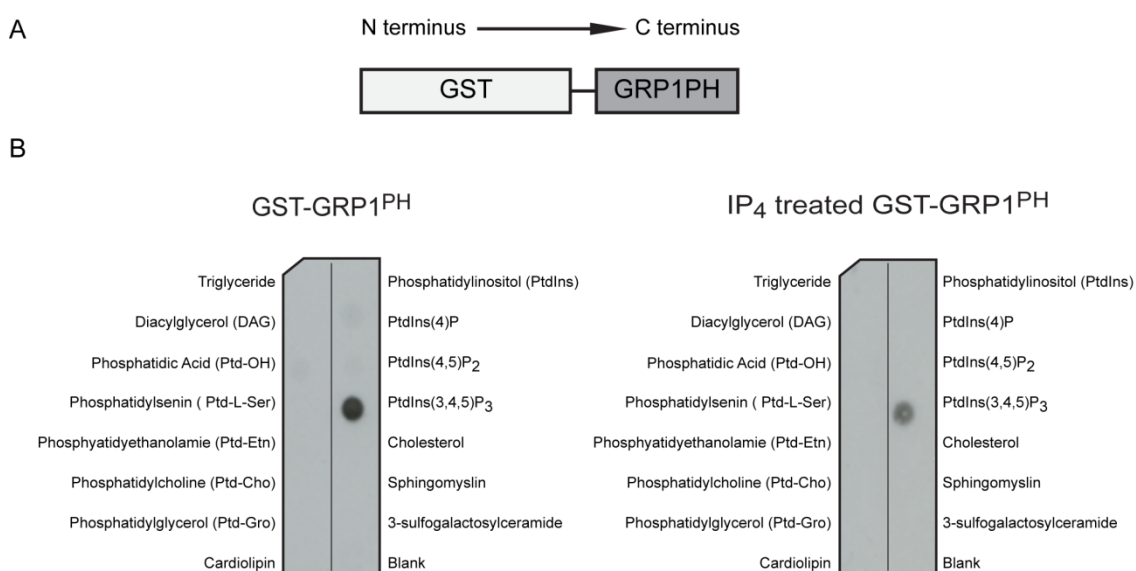 A
N terminus C terminus
GST GRP1PH
B
GST-GRP1PH
Triglyceride Phosphatidylinositol (PtdIns)
Diacylglycerol (DAG) PtdIns(4)P
Phosphatidic Acid (Ptd-OH) PtdIns(4,5)P2
Phosphatidylsenin ( Ptd-L-Ser) PtdIns(3,4,5)P3
Phosphyatidyethanolamie (Ptd-Etn) Cholesterol
Phosphatidylcholine (Ptd-Cho) Sphingomyslin
Phosphatidylglycerol (Ptd-Gro) 3-sulfogalactosylceramide
Cardiolipin Blank
IP4 treated GST-GRP1PH
Triglyceride Phosphatidylinositol (PtdIns)
Diacylglycerol (DAG) PtdIns(4)P
Phosphatidic Acid (Ptd-OH) PtdIns(4,5)P2
Phosphatidylsenin ( Ptd-L-Ser) PtdIns(3,4,5)P3
Phosphyatidyethanolamie (Ptd-Etn) Cholesterol
Phosphatidylcholine (Ptd-Cho) Sphingomyslin
Phosphatidylglycerol (Ptd-Gro) 3-sulfogalactosylceramide
Cardiolipin Blank